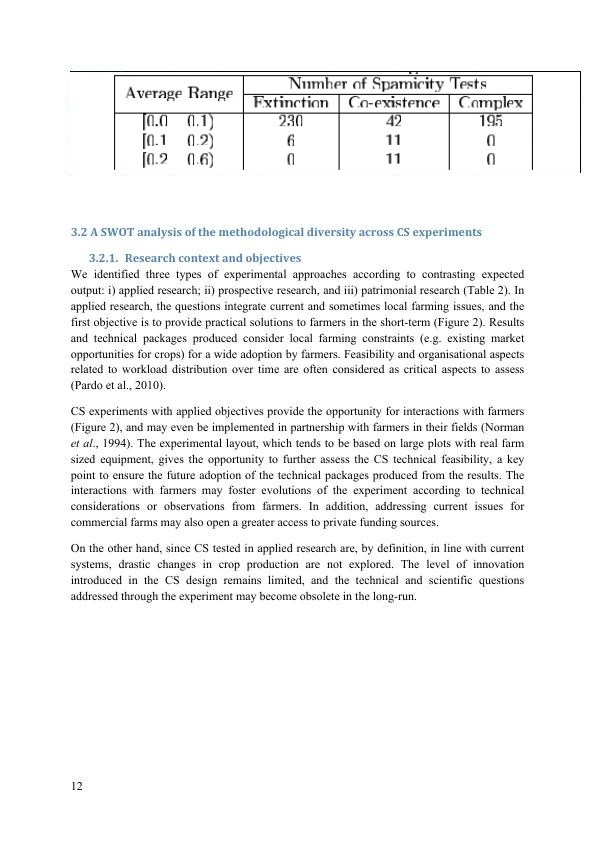 Number of Spamicity Tests
Average Range
Extinction Co-existence Complex
[0.0 0.1) 230 42 195
[0.1 0.2) 6 11 0
[0.2 0.6) 0 11 0
3.2 A SWOT analysis of the methodological diversity across CS experiments
3.2.1. Research context and objectives
We identified three types of experimental approaches according to contrasting expected
output: i) applied research; ii) prospective research, and iii) patrimonial research (Table 2). In
applied research, the questions integrate current and sometimes local farming issues, and the
first objective is to provide practical solutions to farmers in the short-term (Figure 2). Results
and technical packages produced consider local farming constraints (e.g. existing market
opportunities for crops) for a wide adoption by farmers. Feasibility and organisational aspects
related to workload distribution over time are often considered as critical aspects to assess
(Pardo et al., 2010).
CS experiments with applied objectives provide the opportunity for interactions with farmers
(Figure 2), and may even be implemented in partnership with farmers in their fields (Norman
et al., 1994). The experimental layout, which tends to be based on large plots with real farm
sized equipment, gives the opportunity to further assess the CS technical feasibility, a key
point to ensure the future adoption of the technical packages produced from the results. The
interactions with farmers may foster evolutions of the experiment according to technical
considerations or observations from farmers. In addition, addressing current issues for
commercial farms may also open a greater access to private funding sources.
On the other hand, since CS tested in applied research are, by definition, in line with current
systems, drastic changes in crop production are not explored. The level of innovation
introduced in the CS design remains limited, and the technical and scientific questions
addressed through the experiment may become obsolete in the long-run.
12